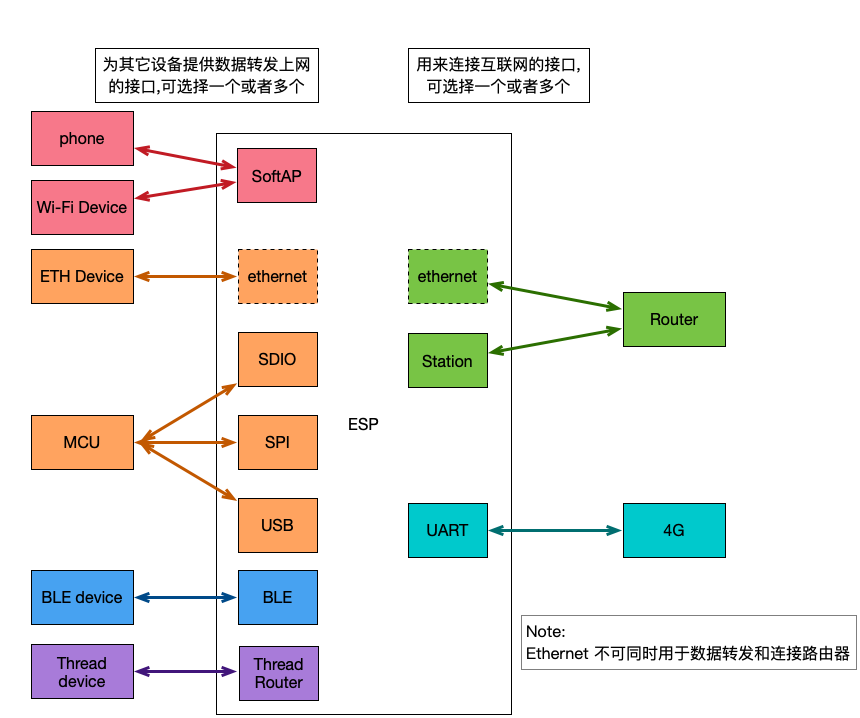 为其它设备提供数据转发上网
的接口,可选择一个或者多个
用来连接互联网的接口,
可选择一个或者多个
phone
SoftAP
Wi-Fi Device
ETH Device
ethernet
ethernet
Router
SDIO
Station
MCU
SPI
ESP
USB
UART
4G
BLE device
BLE
Note:
Ethernet 不可同时用于数据转发和连接路由器
Thread
device
Thread
Router